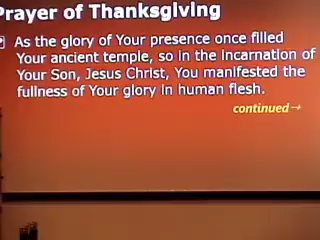 Prayer of Thanksgiving
As the glory of Your presence once filled
Your ancient temple, so in the incarnation of
Your Son, Jesus Christ, You manifested the
fullness of Your glory in human flesh.
continued→